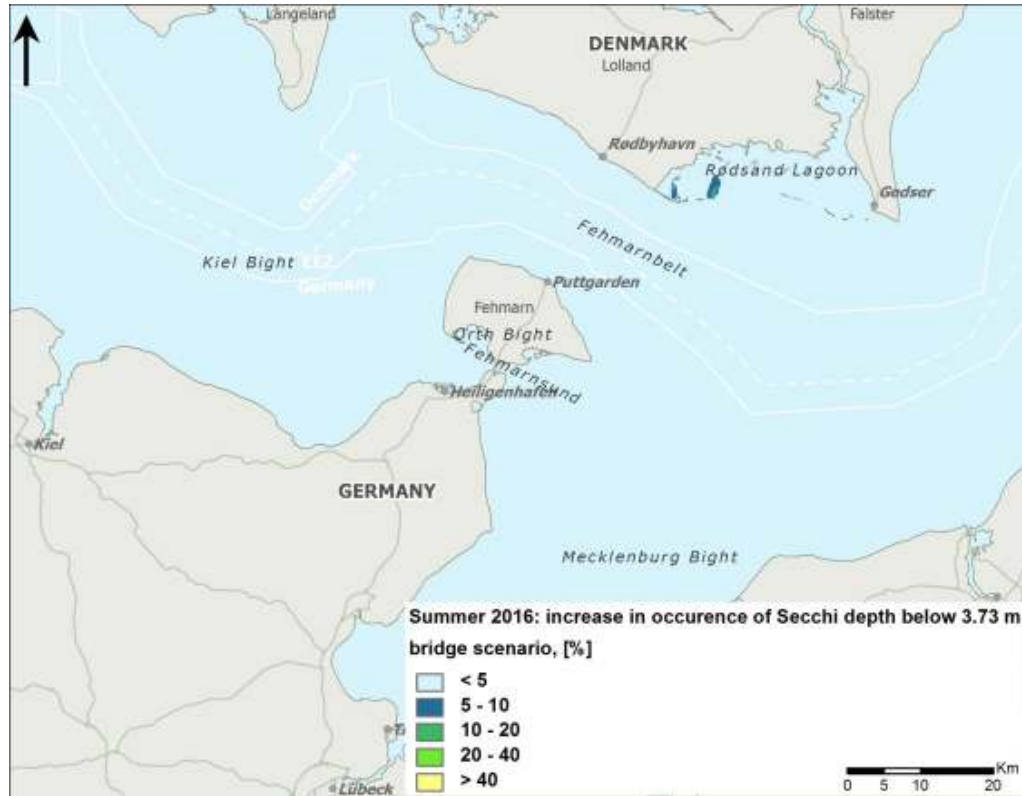 Langeland
Falster
DENMARK
Lolland
Rødbyhavn
Rødsand Lagoon
Gedser
Denmark
Fehmarnbelt
Kiel Bight
EEZ
Germany
Puttgarden
Fehmarn
Orth Bight
Fehmarnsund
Heiligenhafen
Kiel
GERMANY
Mecklenburg Bight
Summer 2016: increase in occurence of Secchi depth below 3.73 m
bridge scenario, [%]
< 5
5 - 10
10 - 20
20 - 40
> 40
Km
0 5 10 20
Lübeck